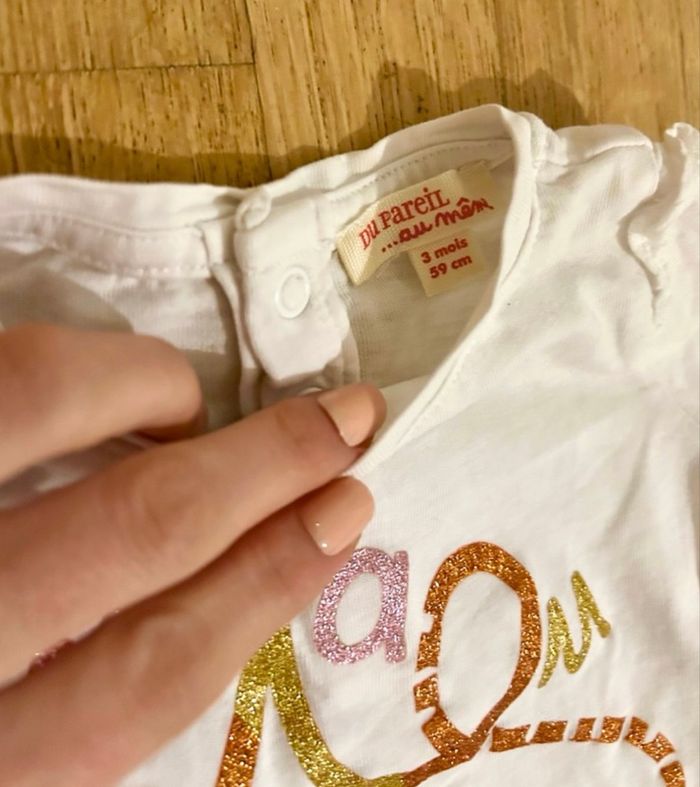 DU PAREIL
...au mêm
3 mois
59 cm
a